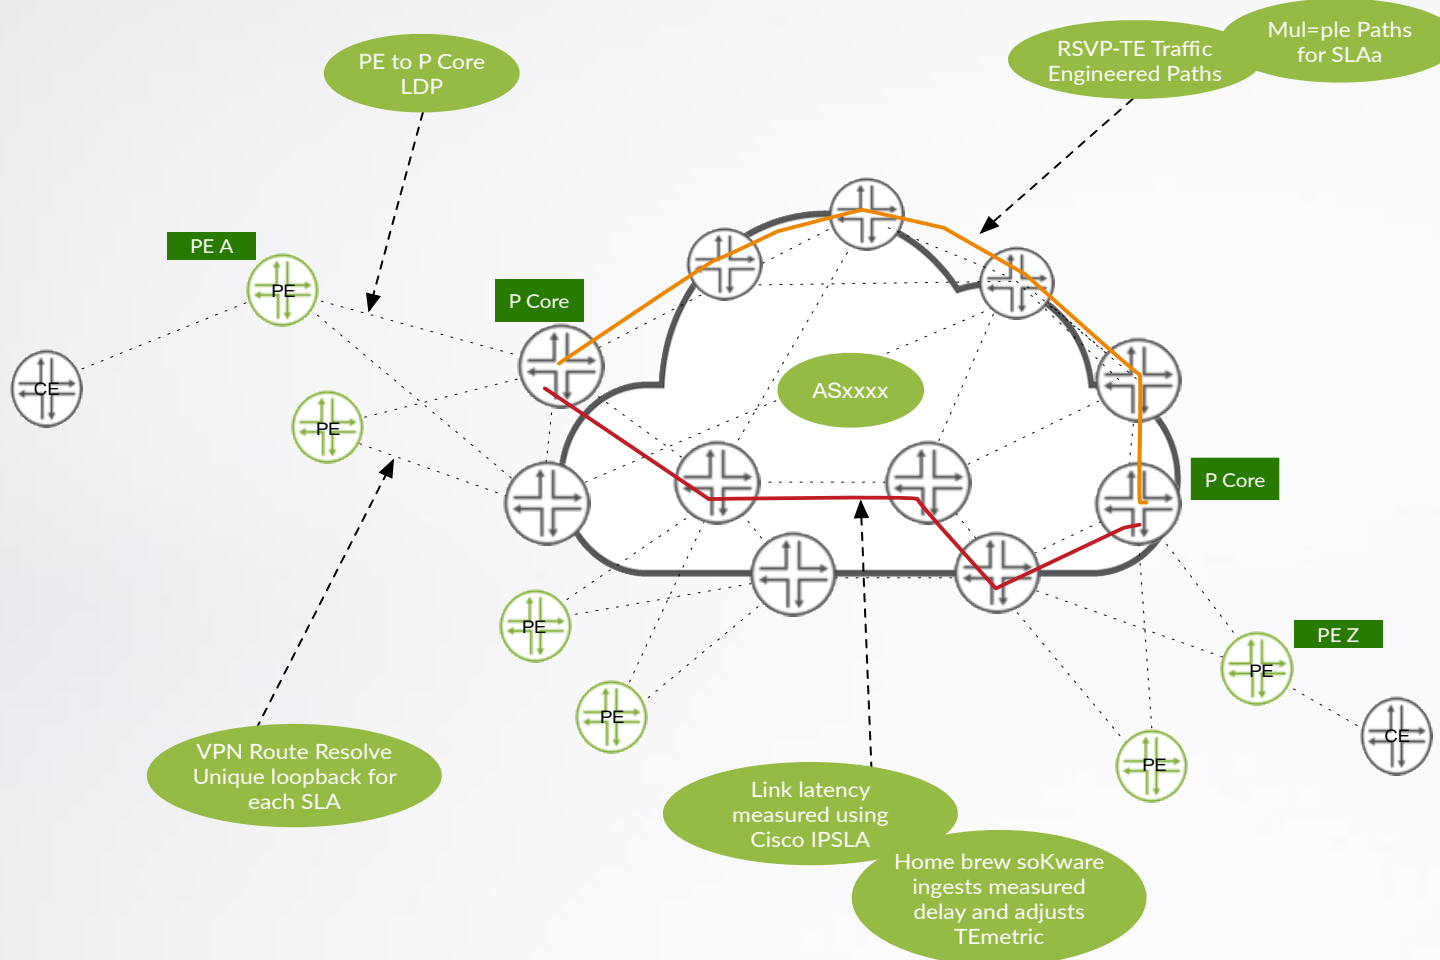 Mul=ple Paths
for SLAa
RSVP-TE Traffic
Engineered Paths
PE to P Core
LDP
PE A
PE
P Core
CE
ASxxxx
PE
P Core
PE
PE Z
PE
PE
CE
VPN Route Resolve
Unique loopback for
each SLA
PE
Link latency
measured using
Cisco IPSLA
Home brew soKware
ingests measured
delay and adjusts
TEmetric